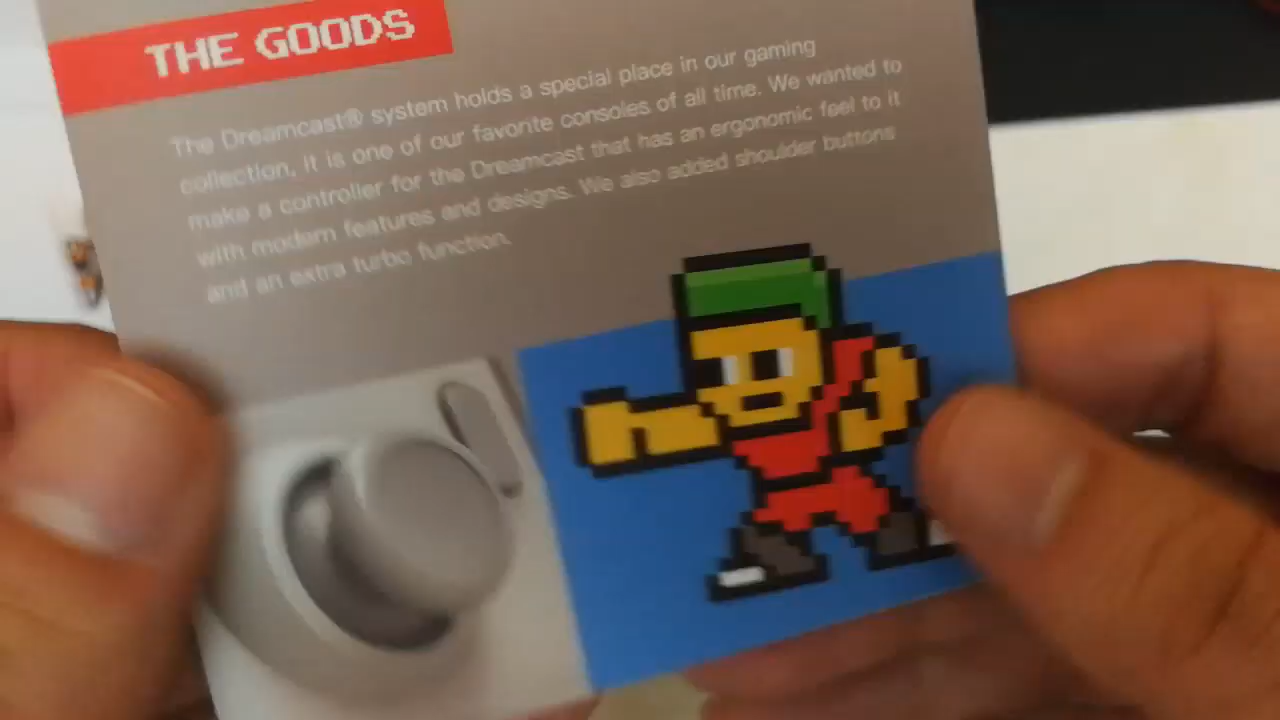 THE GOODS
The Dreamcast® system holds a special place in our gaming
collection, it is one of our favorite consoles of all time. We wanted to
make a controller for the Dreamcast that has an ergonomic feel to it
with modern features and designs. We also added shoulder buttons
and an extra turbo function.